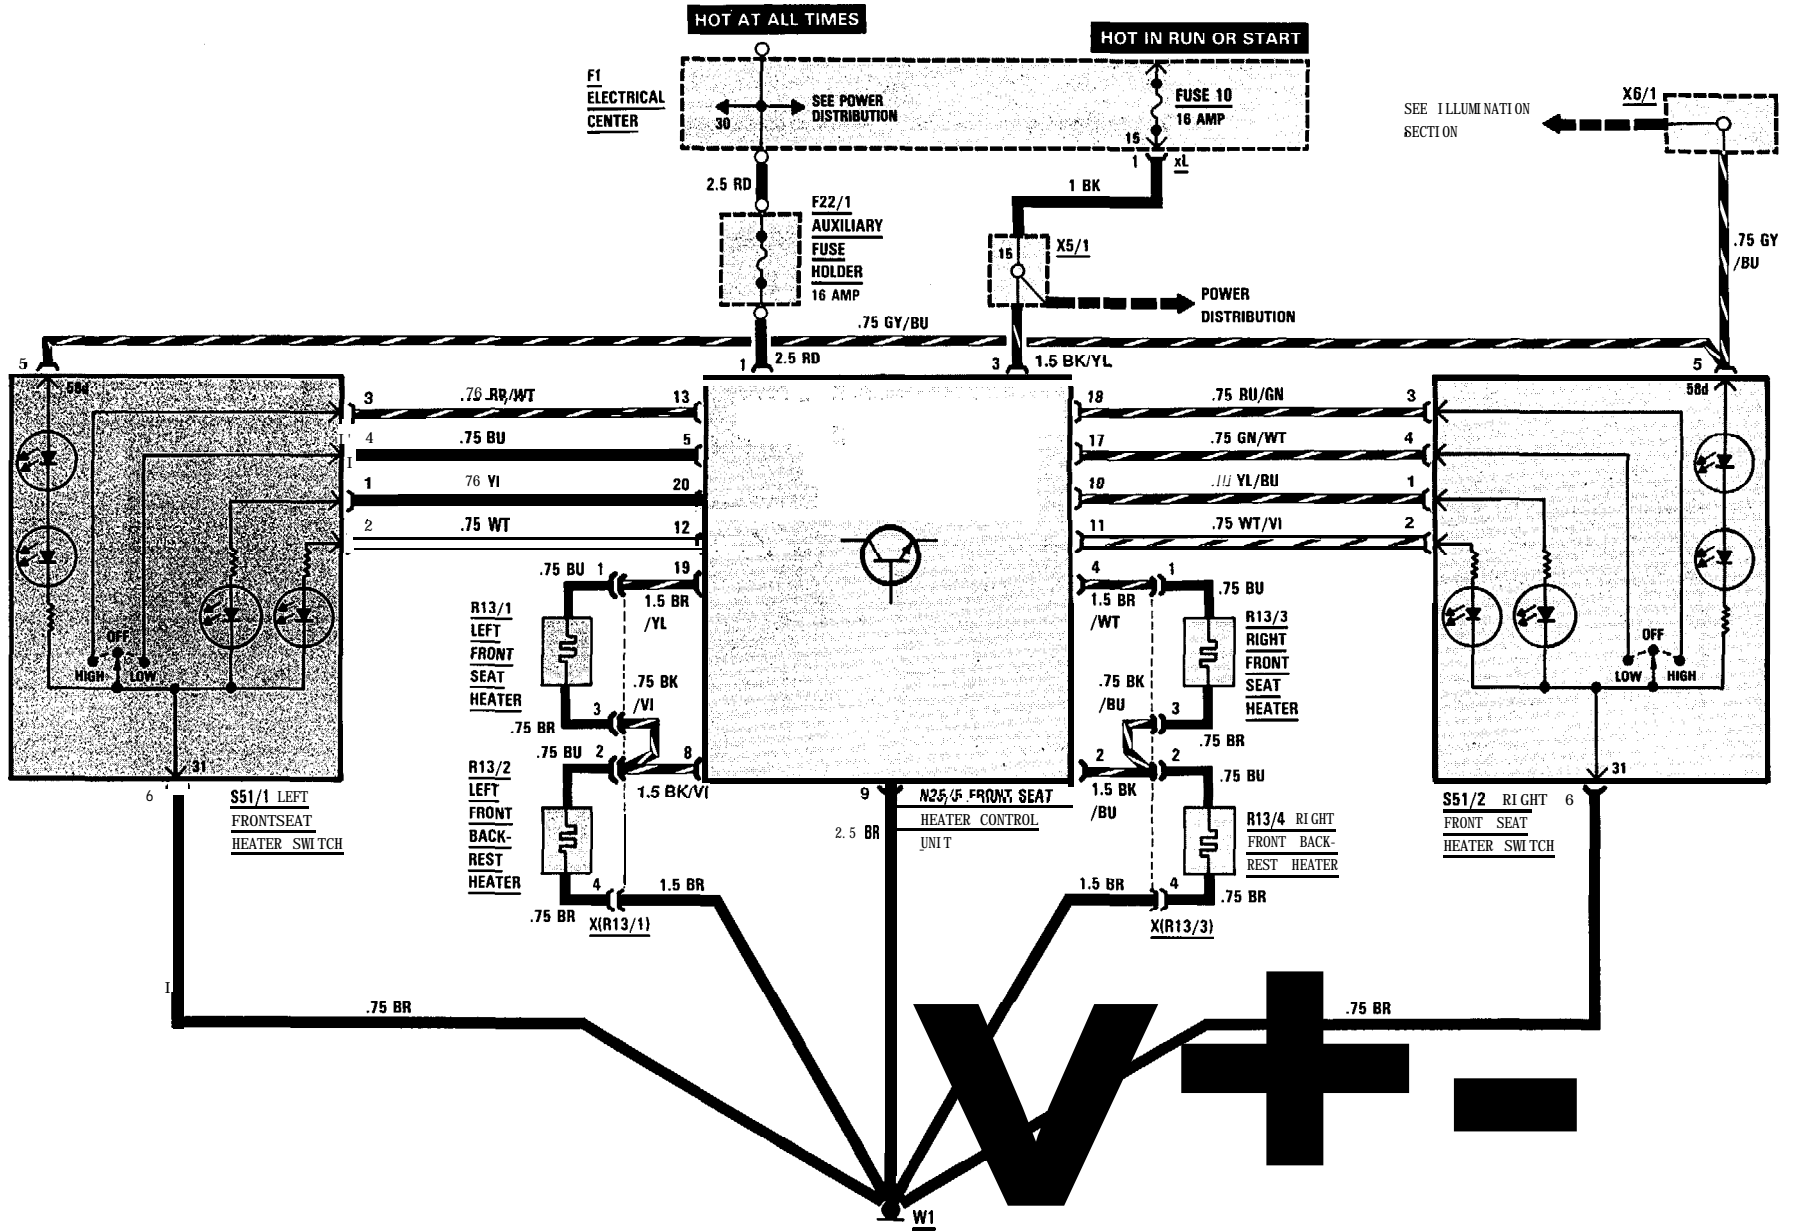 HOT AT ALL TIMES
HOT IN RUN OR START
F1
ELECTRICAL
CENTER
SEE POWER
DISTRIBUTION
30
FUSE 10
16 AMP
15
1
xL
SEE ILLUMINATION
SECTION
X6/1
2.5 RD
1 BK
F22/1
AUXILIARY
FUSE
HOLDER
16 AMP
15
X5/1
POWER
DISTRIBUTION
.75 GY
/BU
.75 GY/BU
5
1
2.5 RD
3
1.5 BK/YL
5
58d
58d
3
13
18
.75 BU/GN
3
4
.75 BU
5
17
.75 GN/WT
4
1
76 YI
20
YL/BU
1
2
.75 WT
12
11
.75 WT/VI
2
.75 BU
1
19
4
1
.75 BU
1.5 BR
/YL
1.5 BR
/WT
R13/1
LEFT
FRONT
SEAT
HEATER
R13/3
RIGHT
FRONT
SEAT
HEATER
OFF
HIGH
LOW
OFF
LOW
HIGH
.75 BK
/VI
.75 BK
/BU
.75 BR
3
3
.75 BR
.75 BU
2
8
2
2
.75 BU
R13/2
LEFT
FRONT
BACK-
REST
HEATER
1.5 BK/VI
1.5 BK
/BU
31
31
6
S51/1 LEFT
FRONTSEAT
HEATER SWITCH
9
N25/5 FRONT SEAT
HEATER CONTROL
UNIT
2.5 BR
R13/4 RIGHT
FRONT BACK-
REST HEATER
S51/2 RIGHT
FRONT SEAT
HEATER SWITCH
6
4
1.5 BR
.75 BR
X(R13/1)
1.5 BR
4
.75 BR
X(R13/3)
.75 BR
.75 BR
V + -
W1